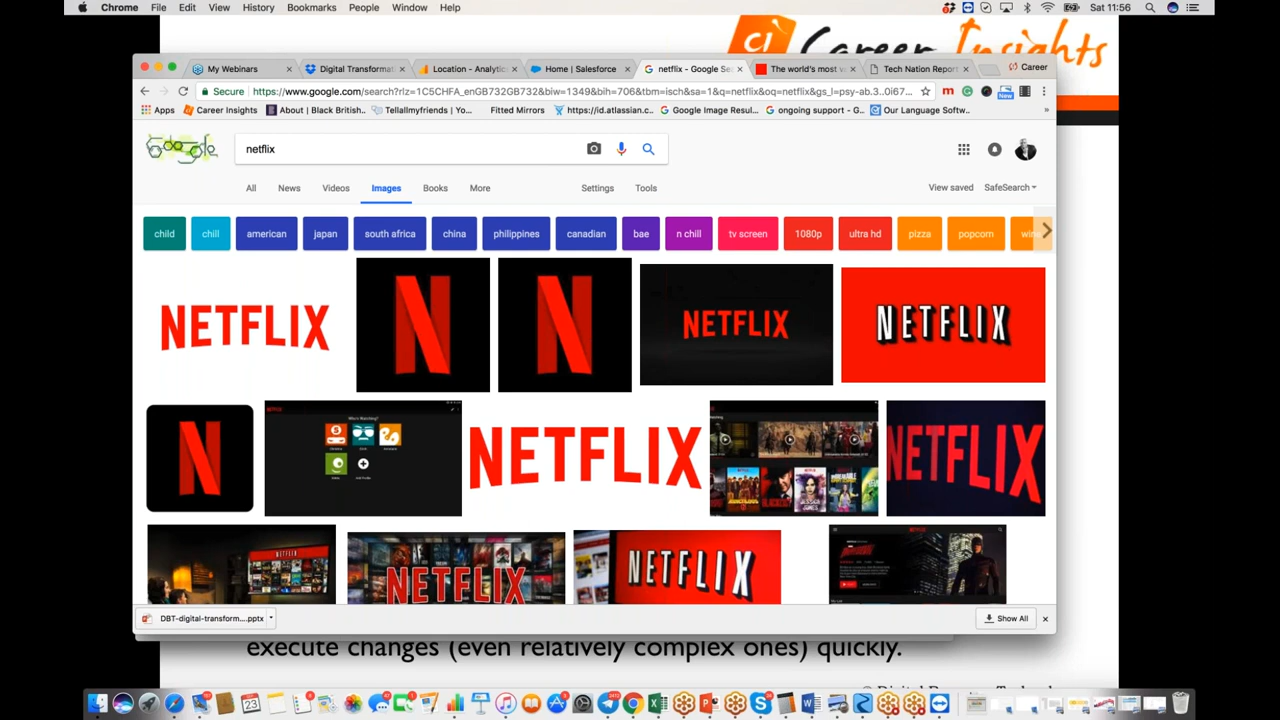 Chrome File Edit View History Bookmarks People Window Help Sat 11:56
Career Insights
My Webinars Digital Transformat Location - Analytic Home | Salesforce netflix - Google Se The world's most v Tech Nation Report Career
Secure https://www.google.com/search?rlz=1C5CHFA_enGB732GB732&biw=1349&bih=706&tbm=isch&sa=1&q=netflix&oq=netflix&gs_l=psy-ab.3..0i67...
Apps Career Insights About | Black British... Tellallmyfriends | Yo... Fitted Mirrors https://id.atlassian.c... Google Image Resul... ongoing support - G... Our Language Softw... »
netflix
All News Videos Images Books More Settings Tools View saved SafeSearch
child chill american japan south africa china philippines canadian bae n chill tv screen 1080p ultra hd pizza popcorn
NETFLIX N N NETFLIX NETFLIX
N NETFLIX NETFLIX
NETFLIX NETFLIX NETFLIX
DBT-digital-transform....pptx Show All
execute changes (even relatively complex ones) quickly.